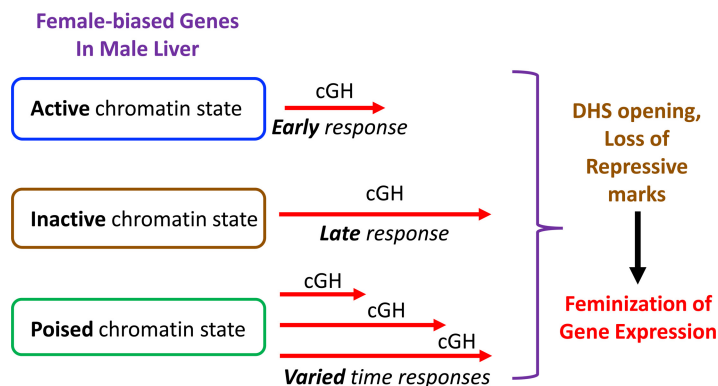 Female-biased Genes
In Male Liver
Active chromatin state
cGH
Early response
Inactive chromatin state
cGH
Late response
Poised chromatin state
cGH
cGH
cGH
Varied time responses
DHS opening,
Loss of
Repressive
marks
Feminization of
Gene Expression